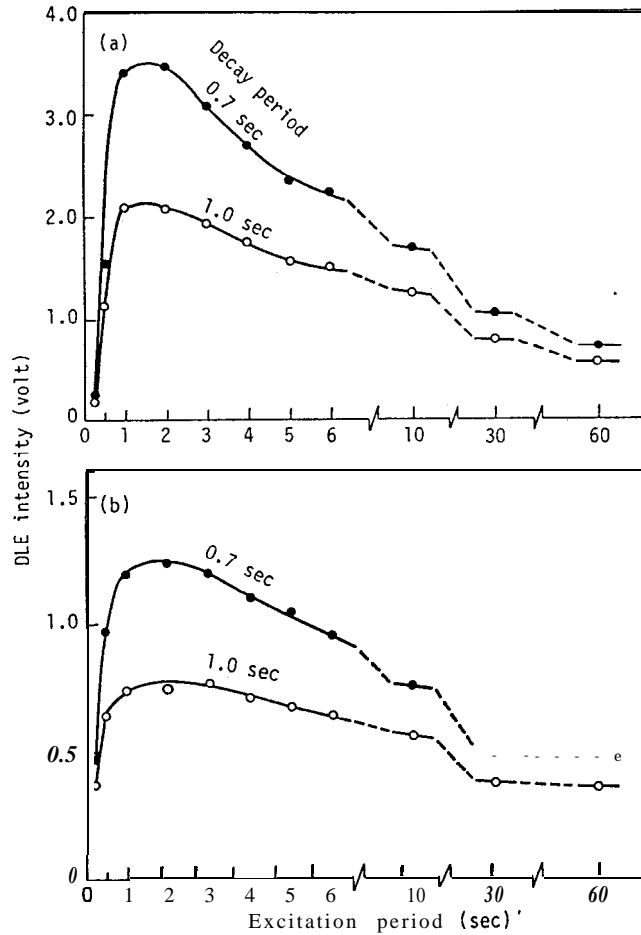 4.0
(a)
Decay period
0.7 sec
3.0
2.0
1.0 sec
1.0
0
0 1 2 3 4 5 6 10 30 60
DLE intensity (volt)
1.5
(b)
0.7 sec
1.0
1.0 sec
0.5
e
0
0 1 2 3 4 5 6 10 30 60
Excitation period (sec)'